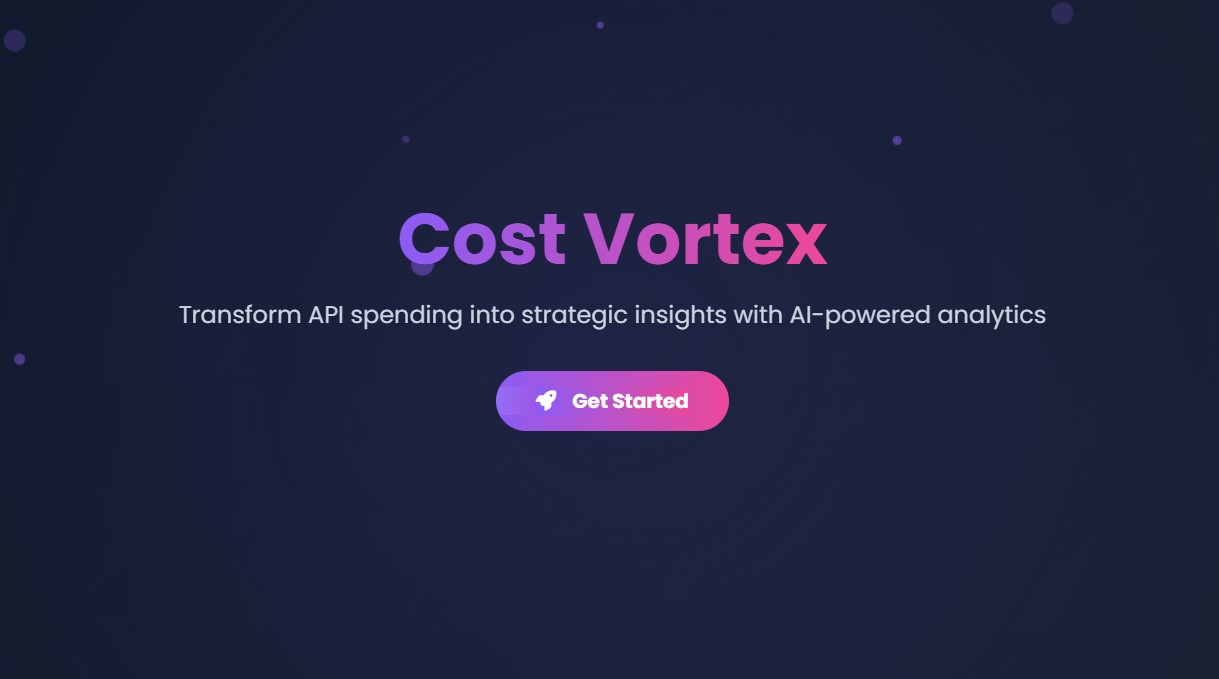 Cost Vortex
Transform API spending into strategic insights with AI-powered analytics
Get Started